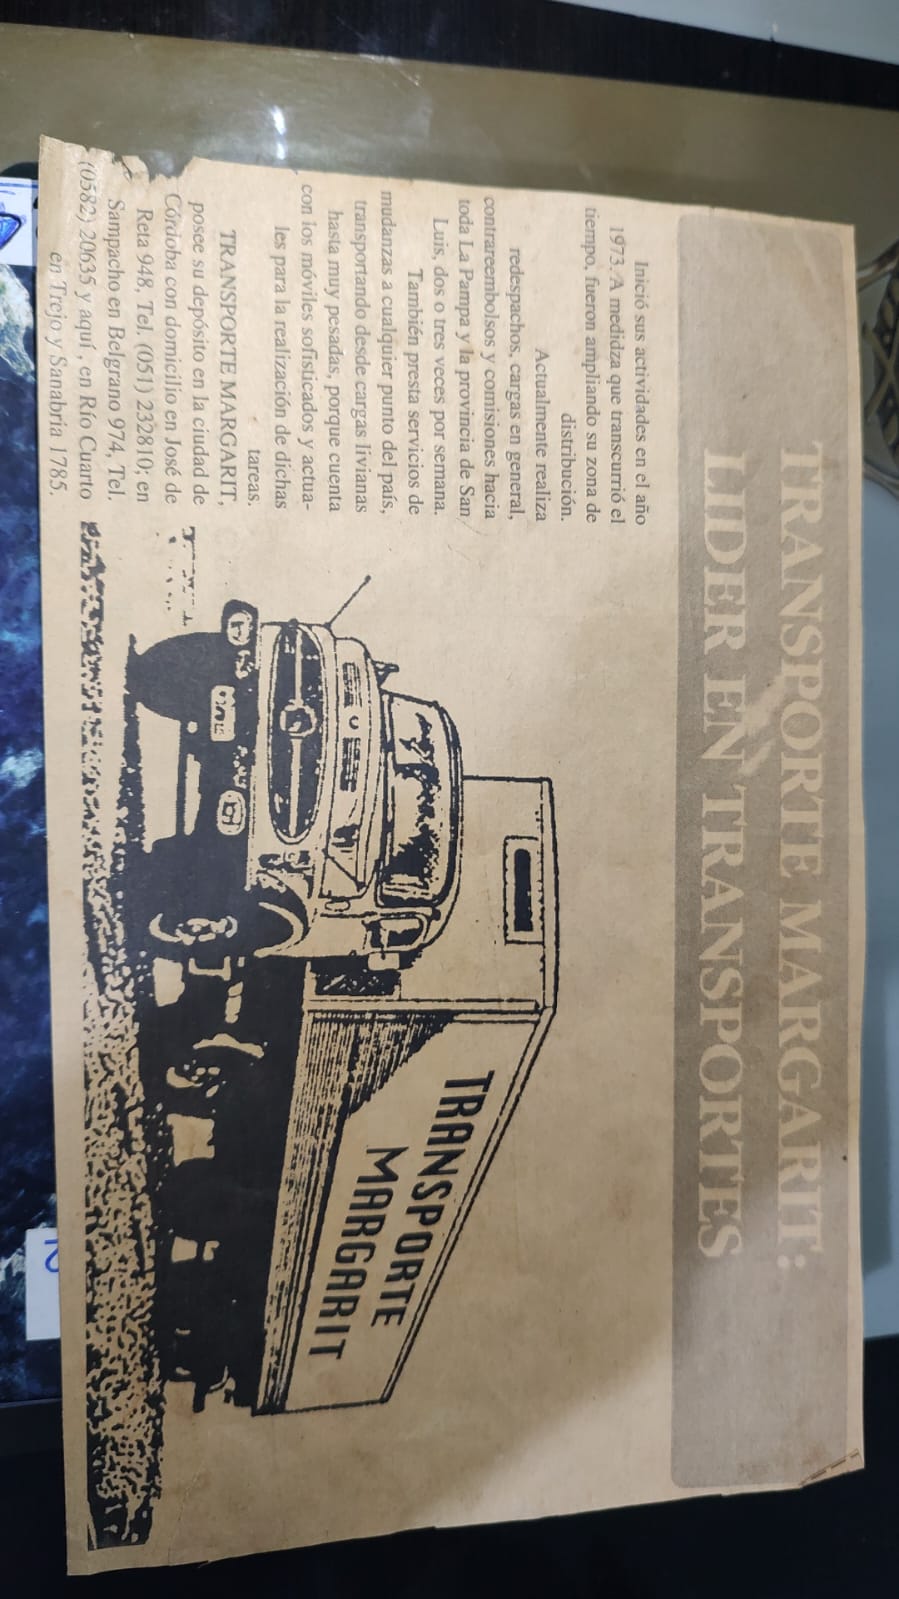 TRANSPORTE MARGARIT:
LIDER EN TRANSPORTES
Inició sus actividades en el año
1973. A medidza que transcurrió el
tiempo, fueron ampliando su zona de
distribución.
Actualmente realiza
redespachos, cargas en general,
contrareembolsos y comisiones hacia
toda La Pampa y la provincia de San
Luis, dos o tres veces por semana.
También presta servicios de
mudanzas a cualquier punto del país,
transportando desde cargas livianas
hasta muy pesadas, porque cuenta
con los móviles sofisticados y actua-
les para la realización de dichas
tareas.
TRANSPORTE MARGARIT,
posee su depósito en la ciudad de
Córdoba con domicilio en José de
Reta 948, Tel. (051) 232810; en
Sampacho en Belgrano 974, Tel.
(0582) 20635 y aquí, en Río Cuarto
en Trejo y Sanabria 1785.
TRANSPORTE
MARGARIT